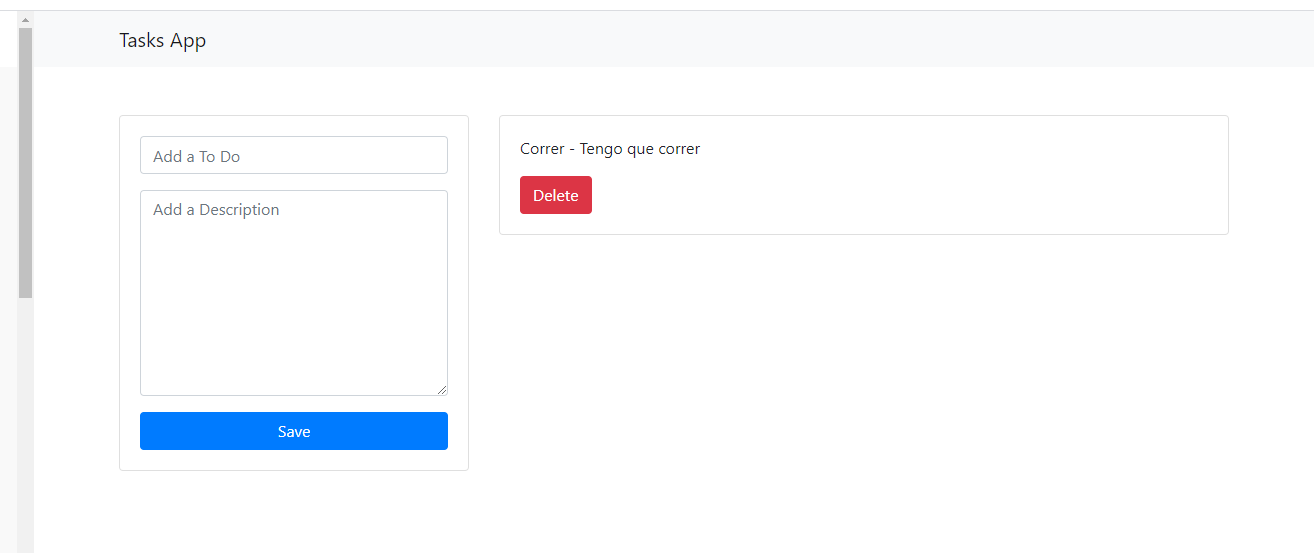 Tasks App
Add a To Do
Add a Description
Save
Correr - Tengo que correr
Delete